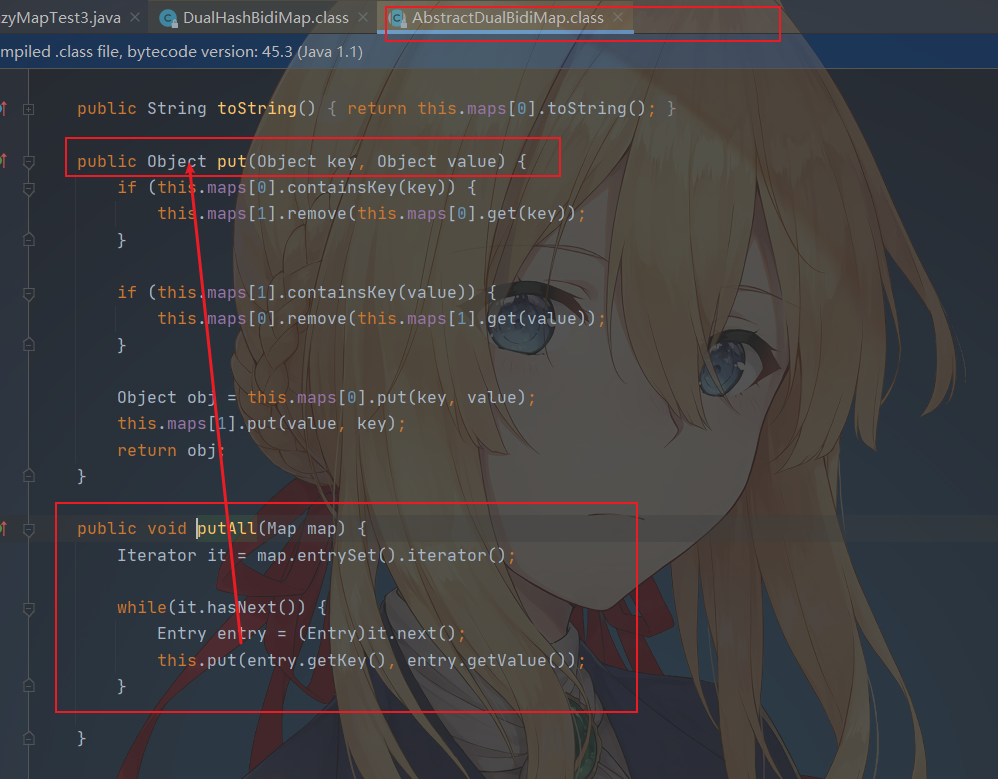 zyMapTest3.java DualHashBidiMap.class AbstractDualBidiMap.class
mpiled .class file, bytecode version: 45.3 (Java 1.1)
public String toString() { return this.maps[0].toString(); }
public Object put(Object key, Object value) {
if (this.maps[0].containsKey(key)) {
this.maps[1].remove(this.maps[0].get(key));
}
if (this.maps[1].containsKey(value)) {
this.maps[0].remove(this.maps[1].get(value));
}
Object obj = this.maps[0].put(key, value);
this.maps[1].put(value, key);
return obj;
}
public void putAll(Map map) {
Iterator it = map.entrySet().iterator();
while(it.hasNext()) {
Entry entry = (Entry)it.next();
this.put(entry.getKey(), entry.getValue());
}
}